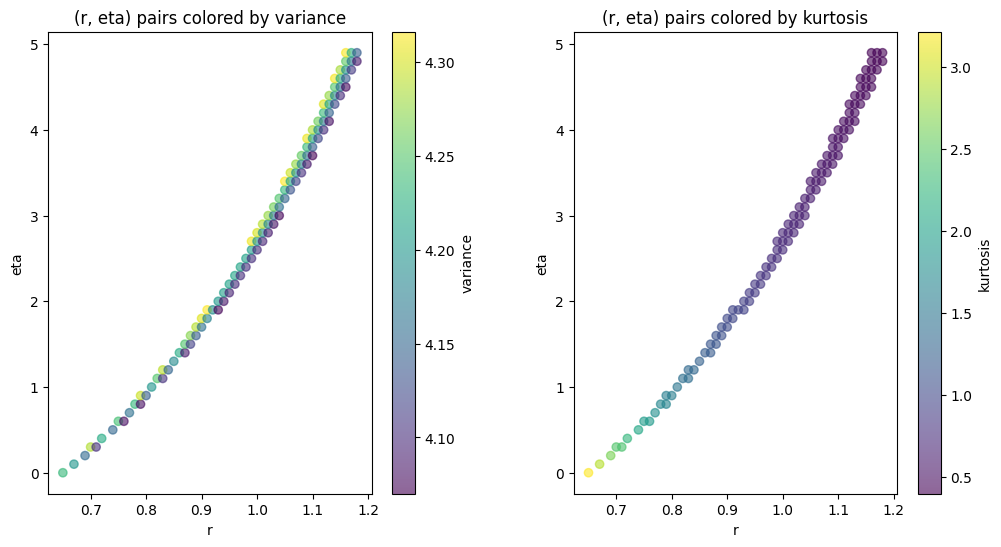 (r, eta) pairs colored by variance
5
4
3
2
1
0
eta
0.7 0.8 0.9 1.0 1.1 1.2
r
4.30
4.25
4.20
4.15
4.10
variance
(r, eta) pairs colored by kurtosis
5
4
3
2
1
0
eta
0.7 0.8 0.9 1.0 1.1 1.2
r
3.0
2.5
2.0
1.5
1.0
0.5
kurtosis